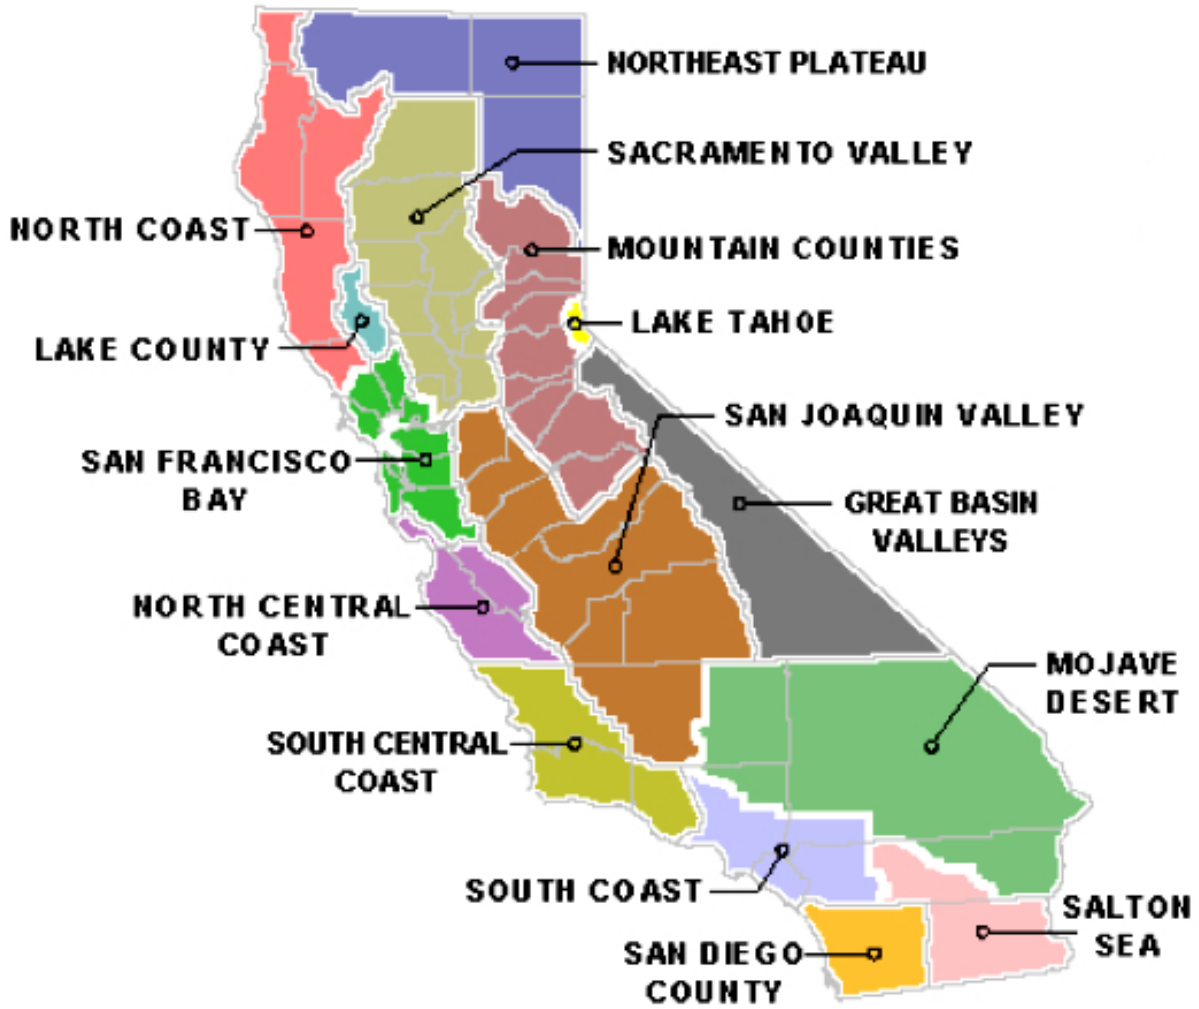 NORTHEAST PLATEAU
SACRAMENTO VALLEY
NORTH COAST
MOUNTAIN COUNTIES
LAKE TAHOE
LAKE COUNTY
SAN JOAQUIN VALLEY
SAN FRANCISCO
BAY
GREAT BASIN
VALLEYS
NORTH CENTRAL
COAST
MOJAVE
DESERT
SOUTH CENTRAL
COAST
SOUTH COAST
SALTON
SEA
SAN DIEGO
COUNTY